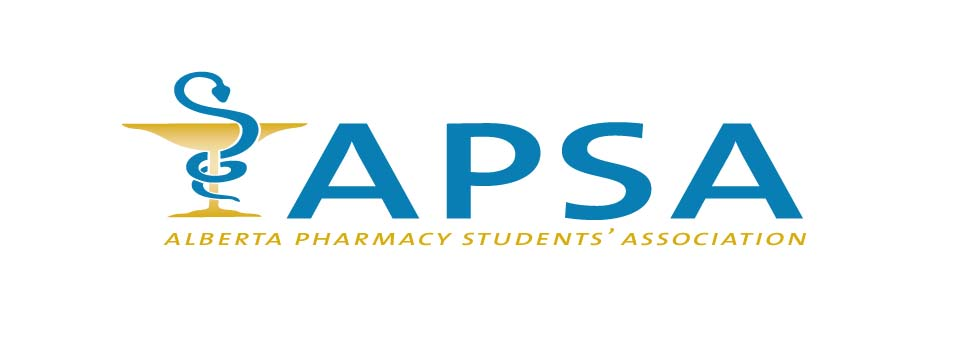 APSA
ALBERTA PHARMACY STUDENTS’ ASSOCIATION